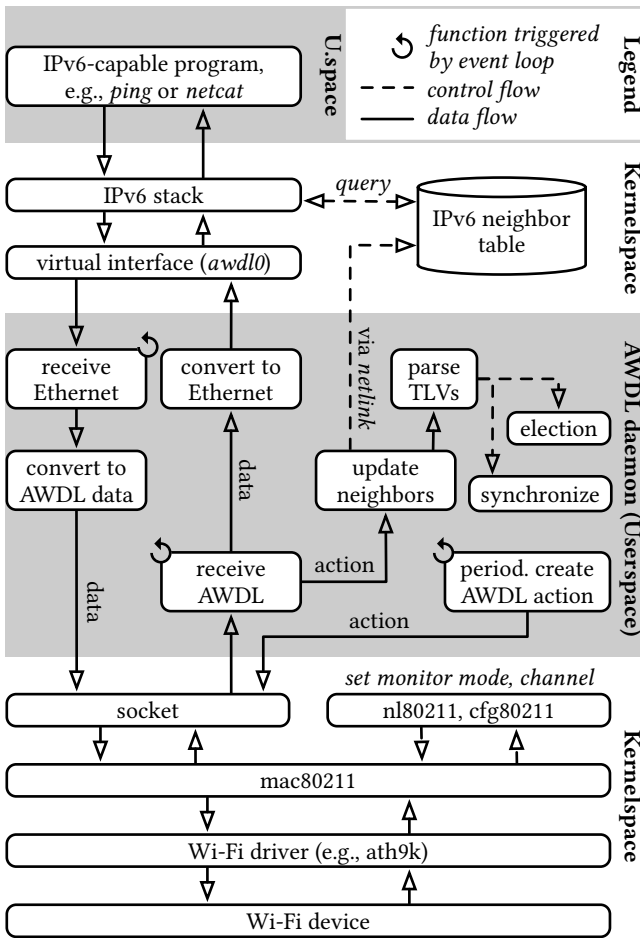 IPv6-capable program,
e.g., ping or netcat
U.space
function triggered
by event loop
control flow
data flow
Legend
IPv6 stack
query
IPv6 neighbor
table
virtual interface (awdl0)
Kernelspace
receive
Ethernet
convert to
Ethernet
via netlink
parse
TLVs
election
convert to
AWDL data
data
update
neighbors
synchronize
AWDL daemon (Userspace)
data
receive
AWDL
action
period. create
AWDL action
action
set monitor mode, channel
socket
nl80211, cfg80211
mac80211
Wi-Fi driver (e.g., ath9k)
Wi-Fi device
Kernelspace